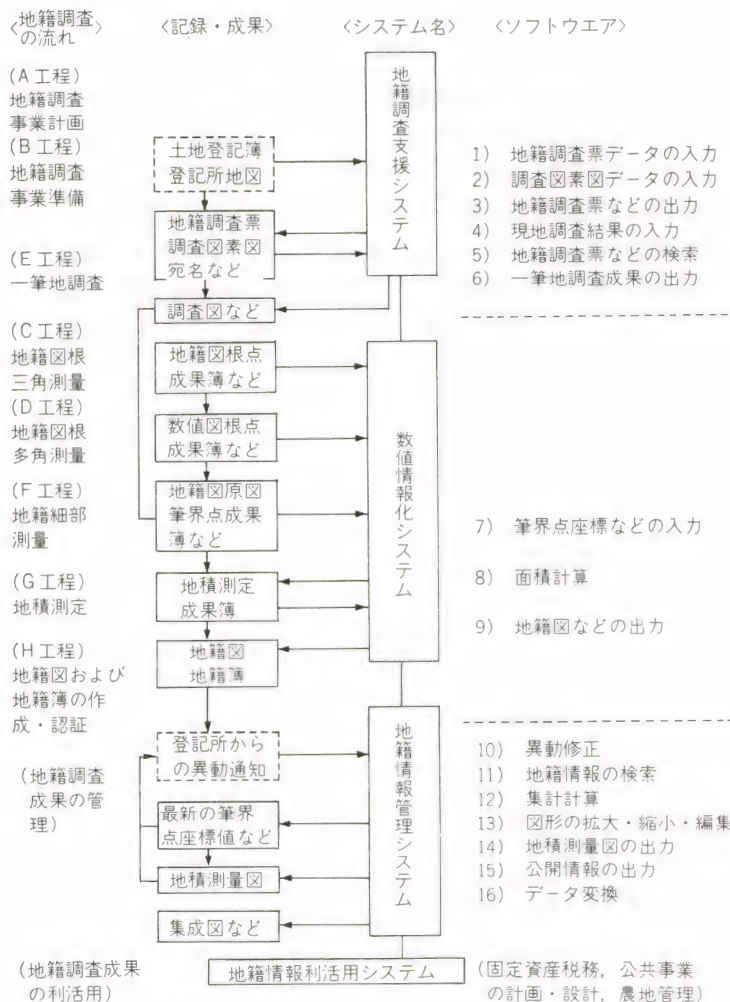 〈地籍調査の流れ〉
〈記録・成果〉
〈システム名〉
〈ソフトウエア〉
(A工程)
地籍調査
事業計画
(B工程)
地籍調査
事業準備
(E工程)
一筆地調査
(C工程)
地籍図根
三角測量
(D工程)
地籍図根
多角測量
(F工程)
地籍細部
測量
(G工程)
地積測定
(H工程)
地籍図および
地籍簿の作
成・認証
(地籍調査
成果の管
理)
(地籍調査成果
の利活用)
土地登記簿
登記所地図
地籍調査票
調査図素図
宛名など
調査図など
地籍図根点
成果簿など
数値図根点
成果簿など
地籍図原図
筆界点成果
簿など
地積測定
成果簿
地籍図
地籍簿
登記所から
の異動通知
最新の筆界
点座標値など
地積測量図
集成図など
地籍調査支援システム
数値情報化システム
地籍情報管理システム
地籍情報利活用システム
1) 地籍調査票データの入力
2) 調査図素図データの入力
3) 地籍調査票などの出力
4) 現地調査結果の入力
5) 地籍調査票などの検索
6) 一筆地調査成果の出力
7) 筆界点座標などの入力
8) 面積計算
9) 地籍図などの出力
10) 異動修正
11) 地籍情報の検索
12) 集計計算
13) 図形の拡大・縮小・編集
14) 地積測量図の出力
15) 公開情報の出力
16) データ変換
(固定資産税務, 公共事業
の計画・設計, 農地管理)